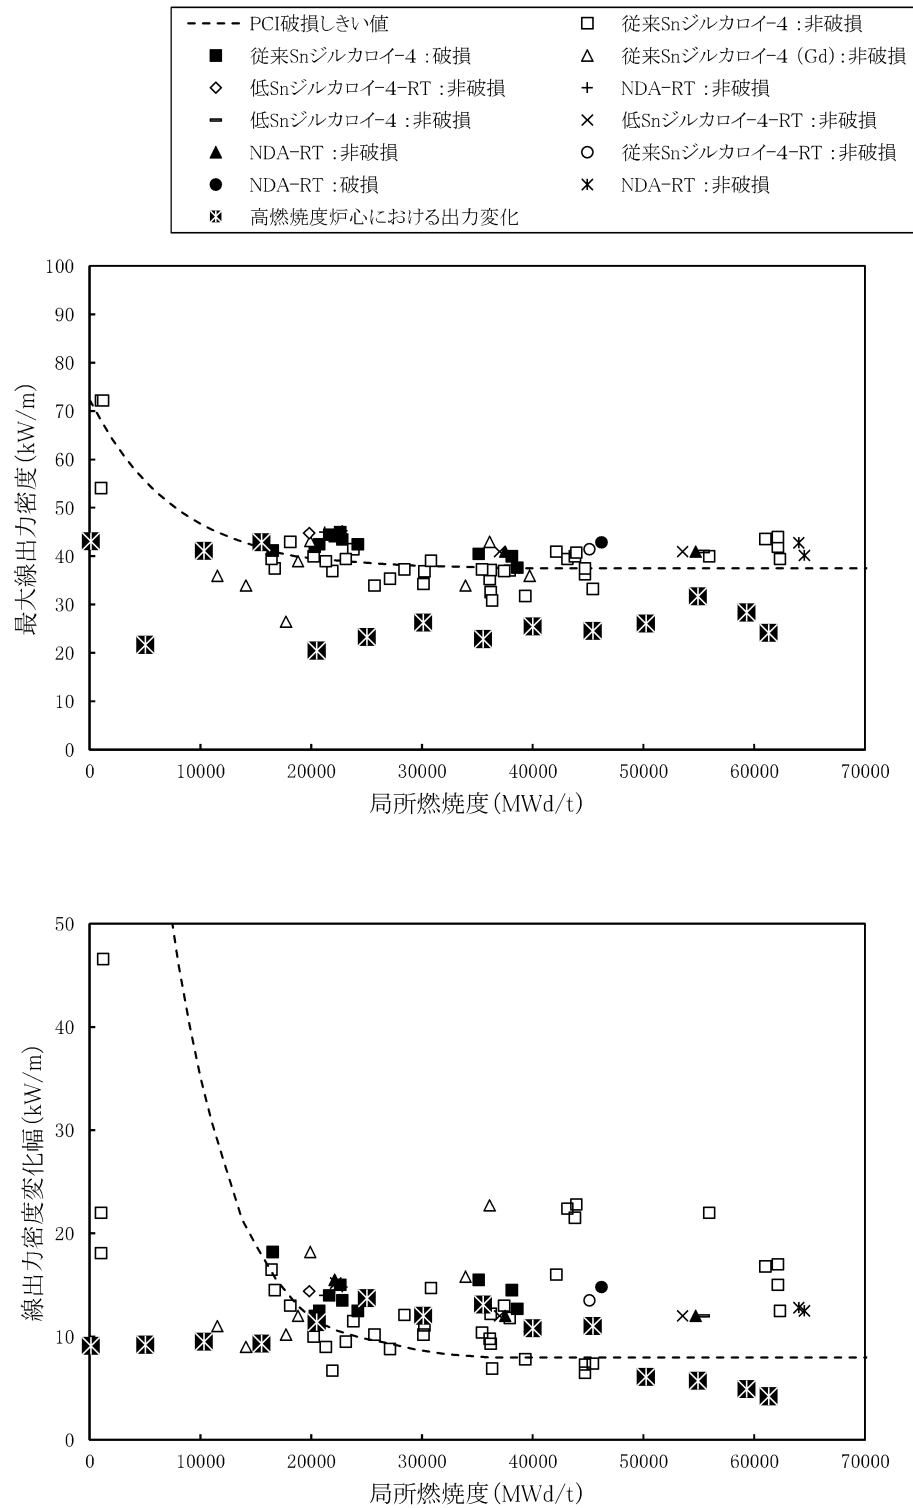 PCI破損しきい値
従来Snジルカロイ-4：非破損
従来Snジルカロイ-4：破損
従来Snジルカロイ-4（Gd）：非破損
低Snジルカロイ-4-RT：非破損
NDA-RT：非破損
低Snジルカロイ-4：非破損
低Snジルカロイ-4-RT：非破損
NDA-RT：非破損
従来Snジルカロイ-4-RT：非破損
NDA-RT：破損
NDA-RT：非破損
高燃焼度炉心における出力変化
最大線出力密度(kW/m)
100
90
80
70
60
50
40
30
20
10
0
0 10000 20000 30000 40000 50000 60000 70000
局所燃焼度(MWd/t)
線出力密度変化幅(kW/m)
50
40
30
20
10
0
0 10000 20000 30000 40000 50000 60000 70000
局所燃焼度(MWd/t)